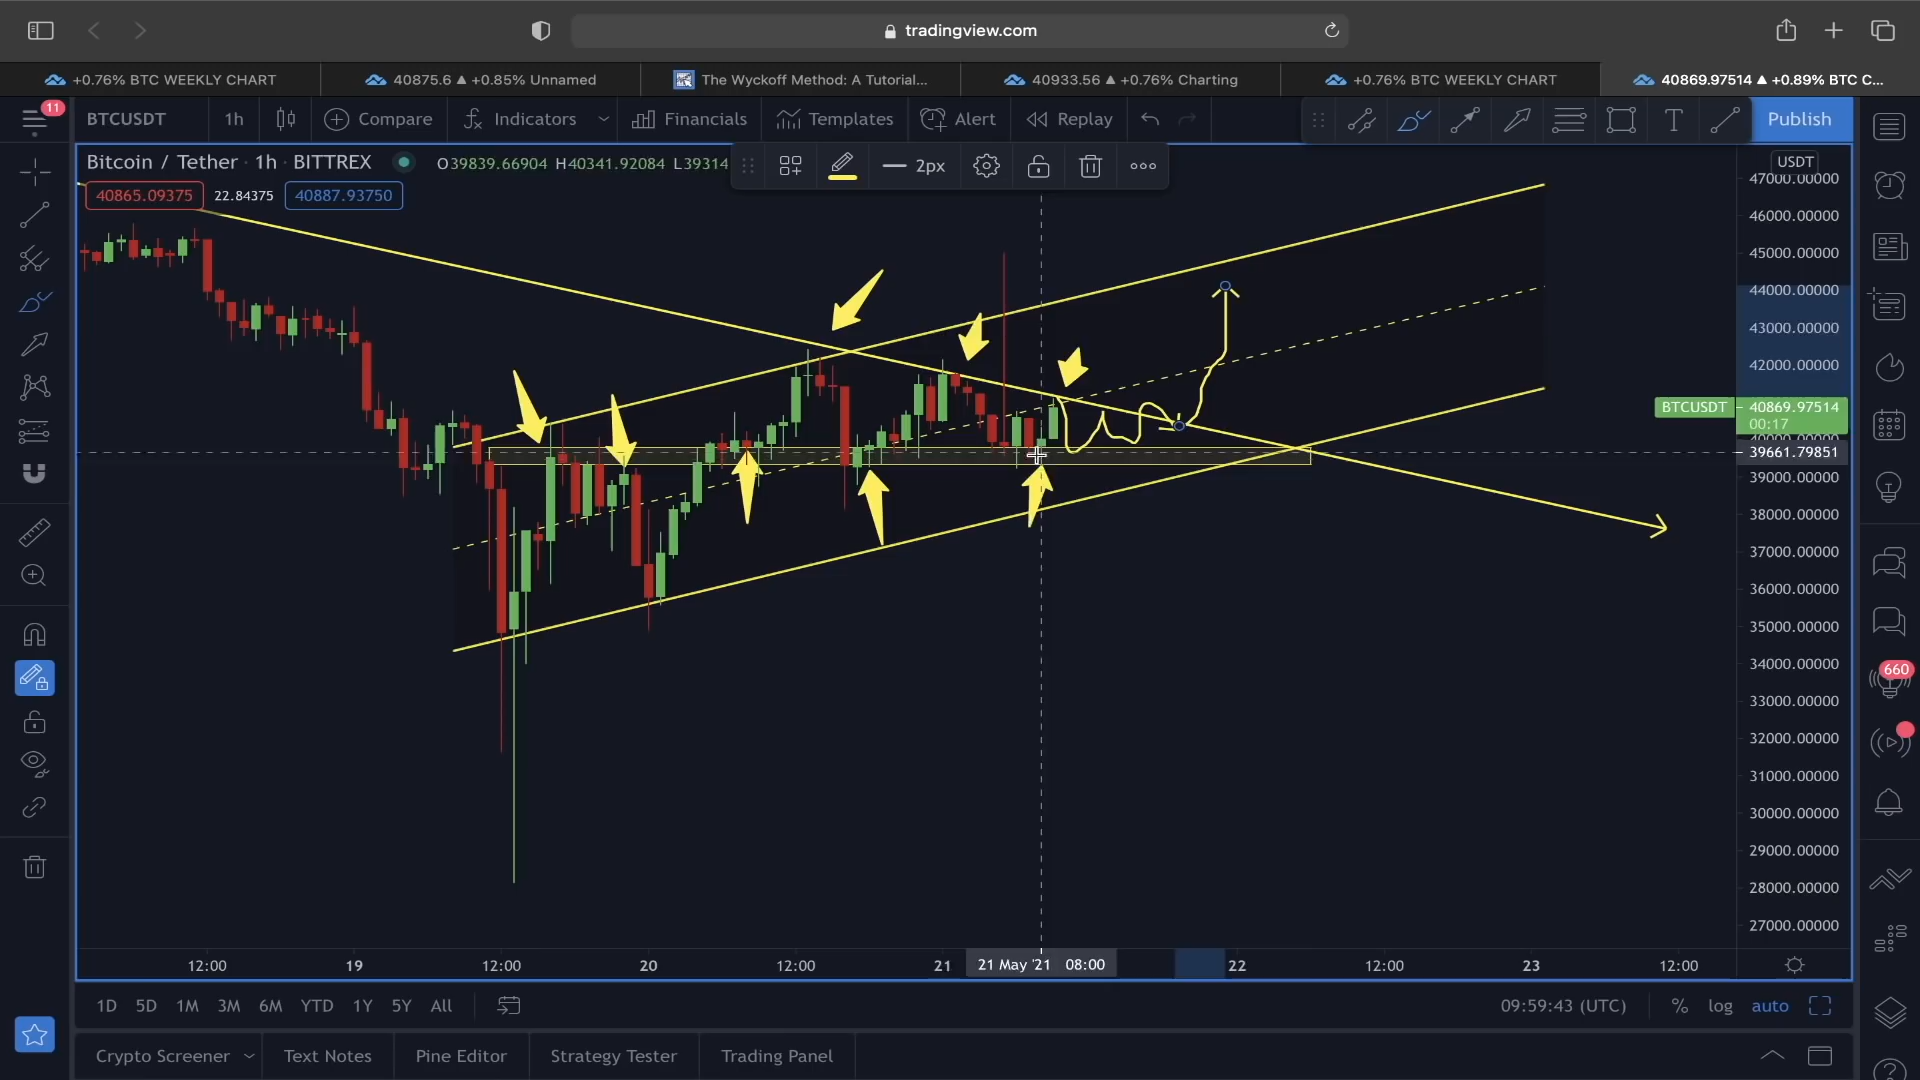 tradingview.com
+0.76% BTC WEEKLY CHART
40875.6 ▲ +0.85% Unnamed
The Wyckoff Method: A Tutorial...
40933.56 ▲ +0.76% Charting
+0.76% BTC WEEKLY CHART
40869.97514 ▲ +0.89% BTC C...
11
BTCUSDT
1h
Compare
Indicators
Financials
Templates
Alert
Replay
T
Publish
Bitcoin / Tether · 1h · BITTREX
O39839.66904 H40341.92084 L39314
2px
USDT
40865.09375
22.84375
40887.93750
47000.00000
46000.00000
45000.00000
44000.00000
43000.00000
42000.00000
BTCUSDT
40869.97514
00:17
39661.79851
39000.00000
38000.00000
37000.00000
36000.00000
35000.00000
34000.00000
33000.00000
32000.00000
31000.00000
30000.00000
29000.00000
28000.00000
27000.00000
660
12:00
19
12:00
20
12:00
21
21 May '21 08:00
22
12:00
23
12:00
1D 5D 1M 3M 6M YTD 1Y 5Y All
09:59:43 (UTC)
% log auto
Crypto Screener
Text Notes
Pine Editor
Strategy Tester
Trading Panel